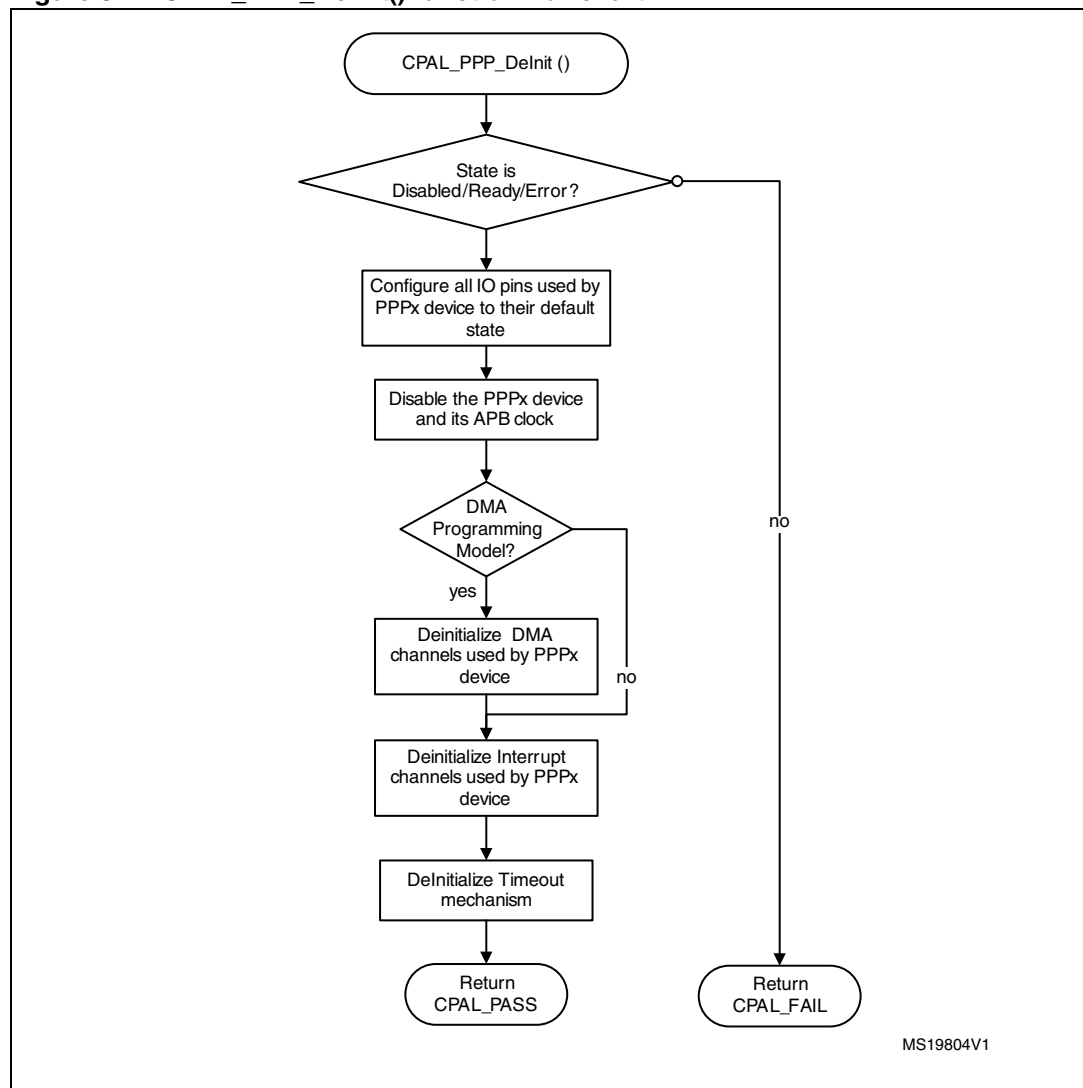 CPAL_PPP_DeInit ()
State is
Disabled/Ready/Error?
Configure all IO pins used by
PPPx device to their default
state
Disable the PPPx device
and its APB clock
DMA
Programming
Model?
no
yes
Deinitialize DMA
channels used by PPPx
device
no
Deinitialize Interrupt
channels used by PPPx
device
DeInitialize Timeout
mechanism
Return
CPAL_PASS
Return
CPAL_FAIL
MS19804V1